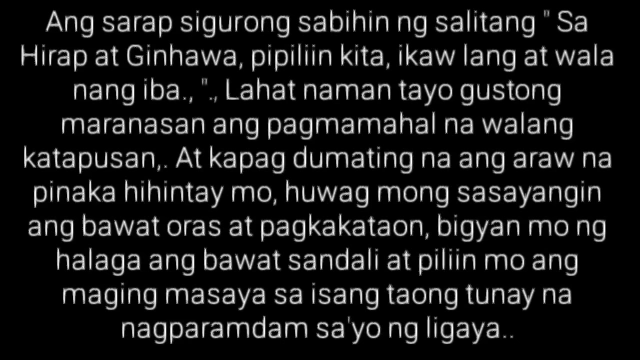 Ang sarap sigurong sabihin ng salitang " Sa
Hirap at Ginhawa, pipiliin kita, ikaw lang at wala
nang iba., "., Lahat naman tayo gustong
maranasan ang pagmamahal na walang
katapusan,. At kapag dumating na ang araw na
pinaka hihintay mo, huwag mong sasayangin
ang bawat oras at pagkakataon, bigyan mo ng
halaga ang bawat sandali at piliin mo ang
maging masaya sa isang taong tunay na
nagparamdam sa'yo ng ligaya..